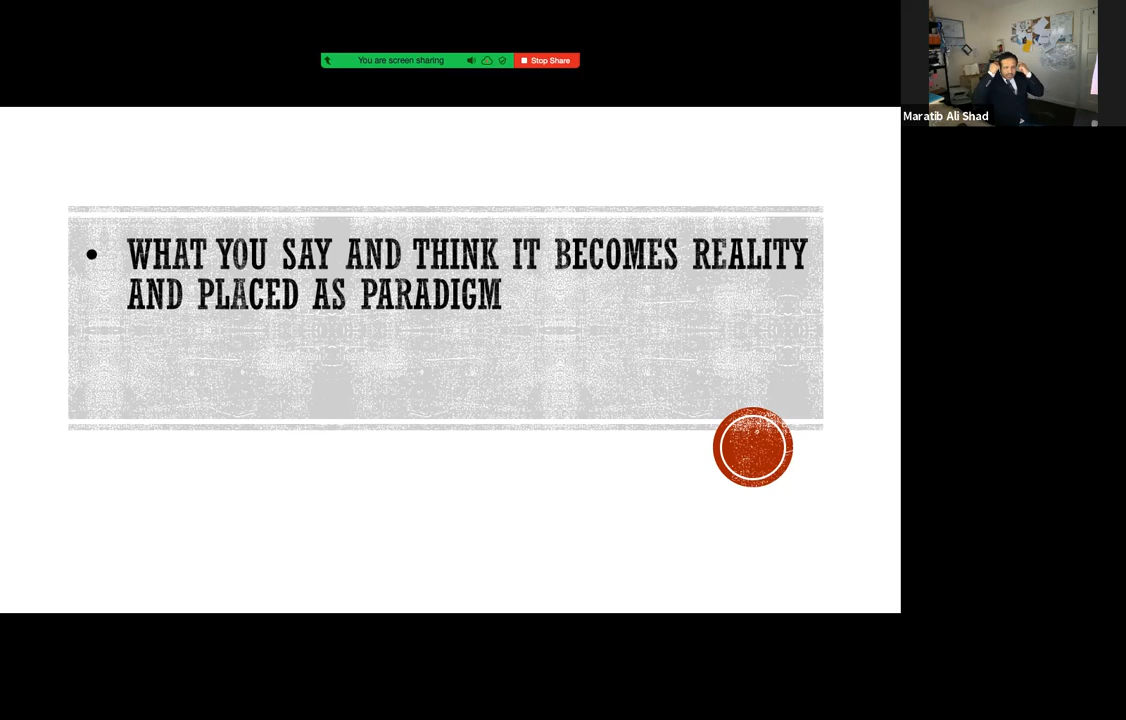 You are screen sharing
Stop Share
Maratib Ali Shad
• WHAT YOU SAY AND THINK IT BECOMES REALITY
AND PLACED AS PARADIGM